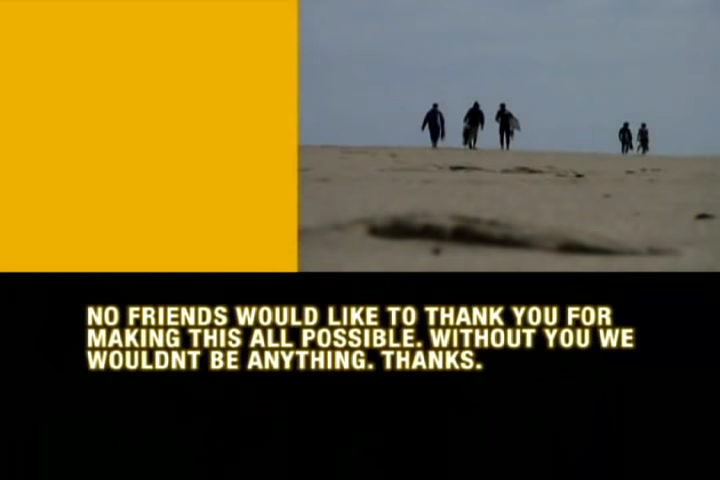 NO FRIENDS WOULD LIKE TO THANK YOU FOR
MAKING THIS ALL POSSIBLE. WITHOUT YOU WE
WOULDNT BE ANYTHING. THANKS.